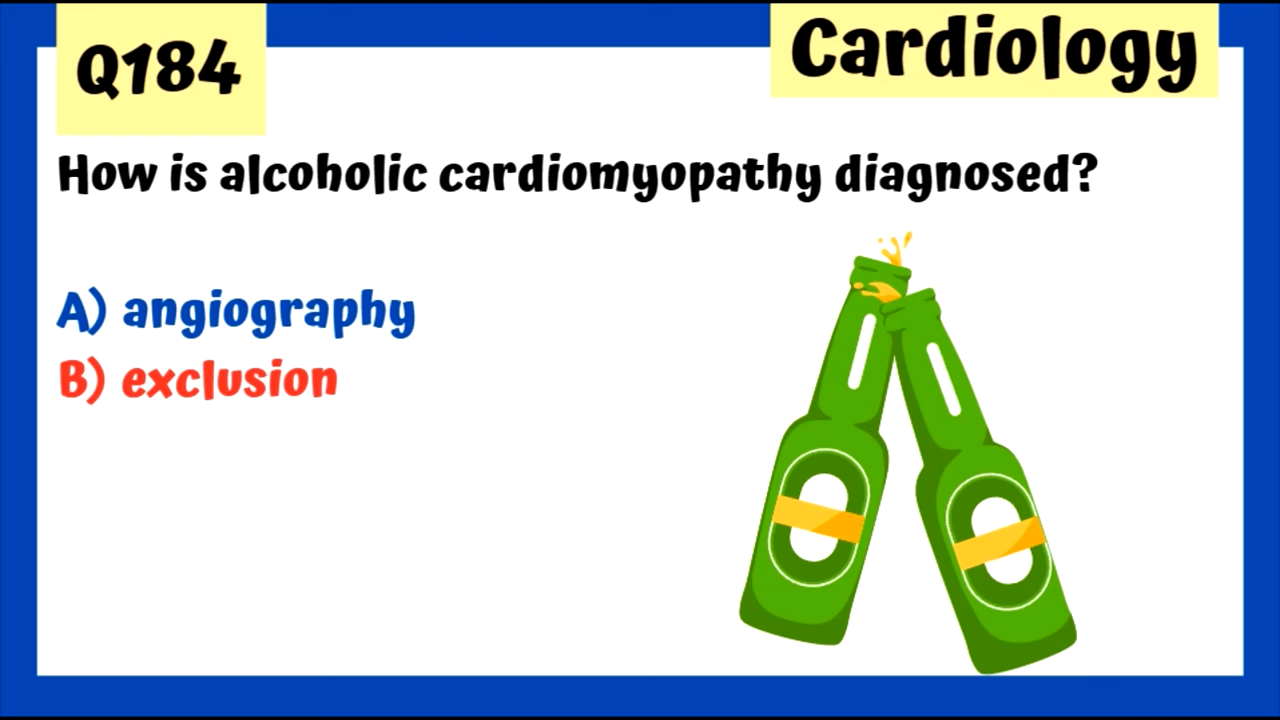 Q184
Cardiology
How is alcoholic cardiomyopathy diagnosed?
A) angiography
B) exclusion